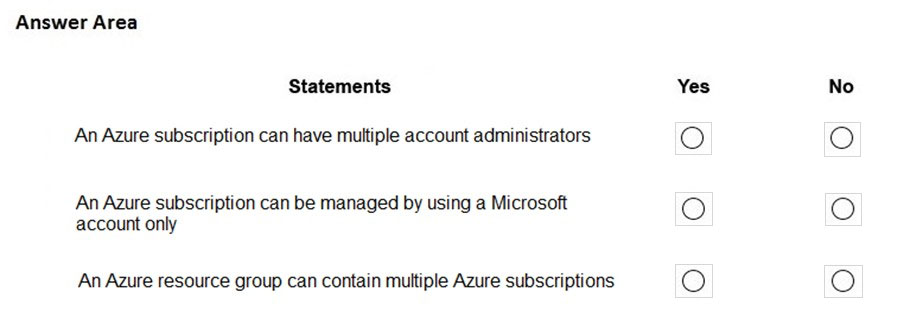 Answer Area
Statements Yes No
An Azure subscription can have multiple account administrators
An Azure subscription can be managed by using a Microsoft
account only
An Azure resource group can contain multiple Azure subscriptions